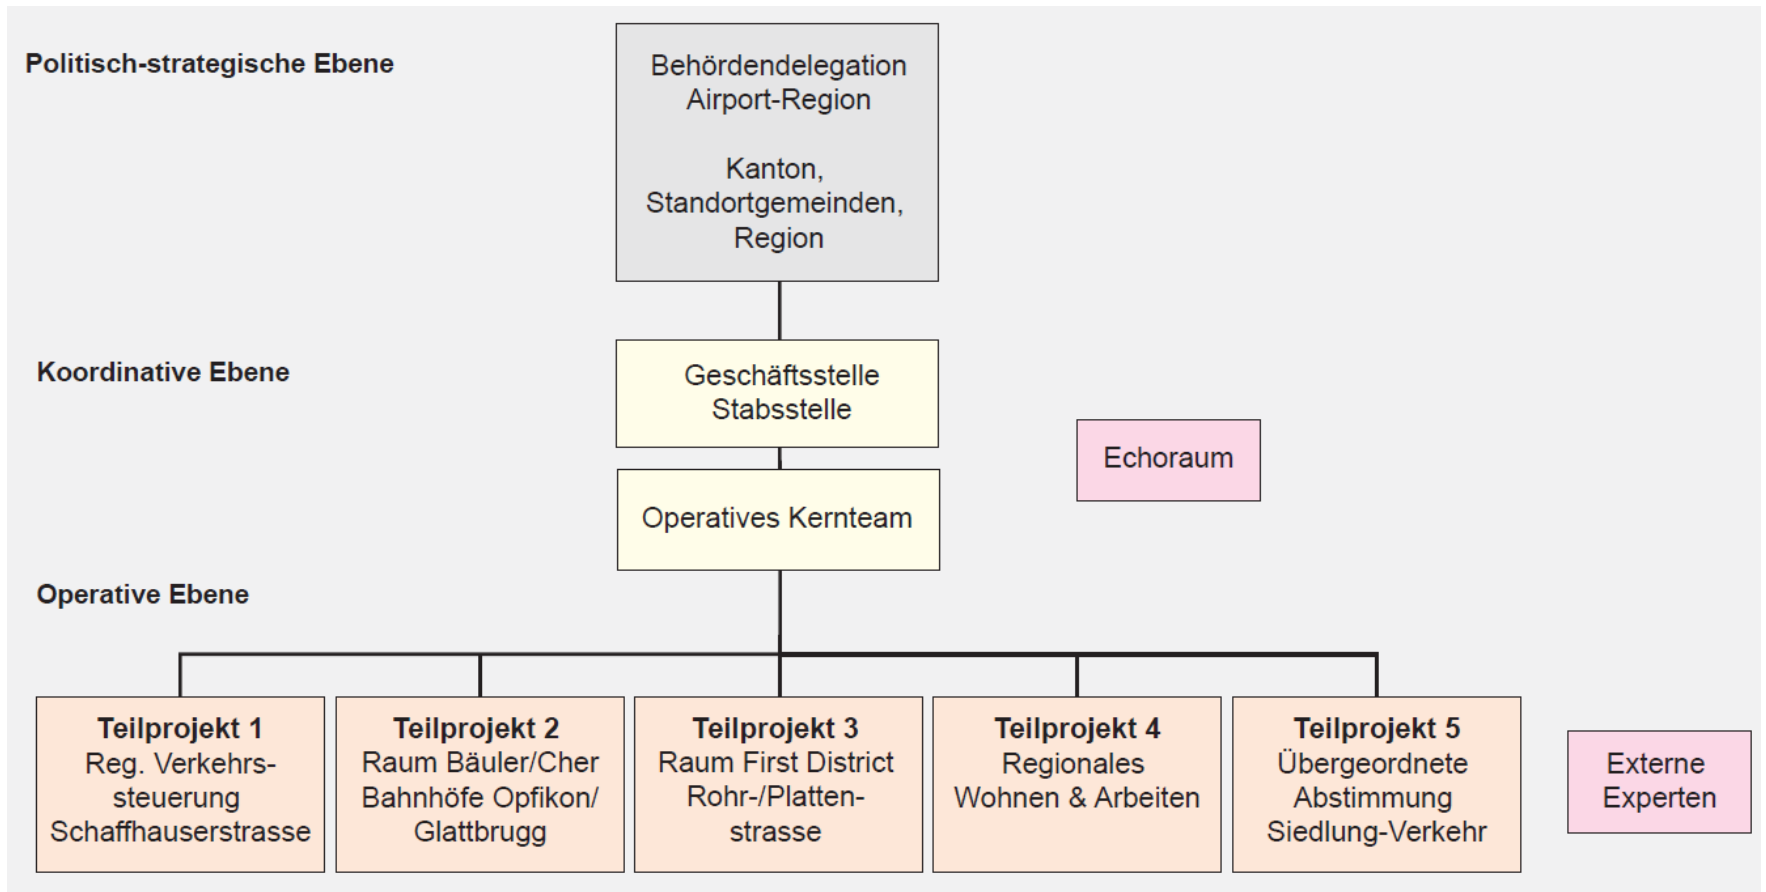 Politisch-strategische Ebene
Behördendelegation
Airport-Region
Kanton,
Standortgemeinden,
Region
Koordinative Ebene
Geschäftsstelle
Stabsstelle
Echoraum
Operatives Kernteam
Operative Ebene
Teilprojekt 1
Reg. Verkehrs-
steuerung
Schaffhauserstrasse
Teilprojekt 2
Raum Bäuler/Cher
Bahnhöfe Opfikon/
Glattbrugg
Teilprojekt 3
Raum First District
Rohr-/Platten-
strasse
Teilprojekt 4
Regionales
Wohnen & Arbeiten
Teilprojekt 5
Übergeordnete
Abstimmung
Siedlung-Verkehr
Externe
Experten